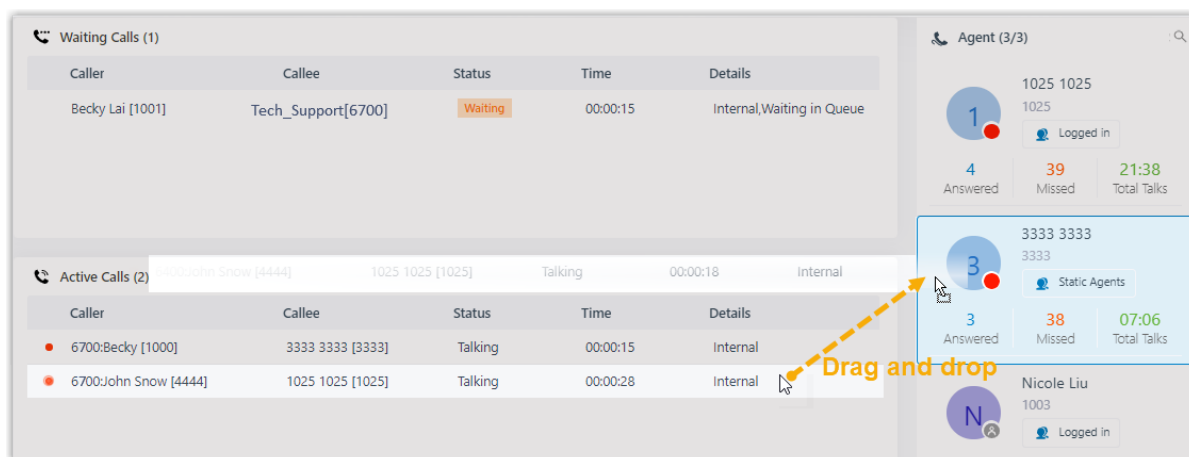 Waiting Calls (1)
Caller Callee Status Time Details
Becky Lai [1001] Tech_Support[6700] Waiting 00:00:15 Internal,Waiting in Queue
Active Calls (2)
6700:John Snow [4444] 1025 1025 [1025] Talking 00:00:18 Internal
Caller Callee Status Time Details
6700:Becky [1000] 3333 3333 [3333] Talking 00:00:15 Internal
6700:John Snow [4444] 1025 1025 [1025] Talking 00:00:28 Internal
Drag and drop
Agent (3/3)
1
1025 1025
1025
Logged in
4 39 21:38
Answered Missed Total Talks
3
3333 3333
3333
Static Agents
3 38 07:06
Answered Missed Total Talks
N
Nicole Liu
1003
Logged in